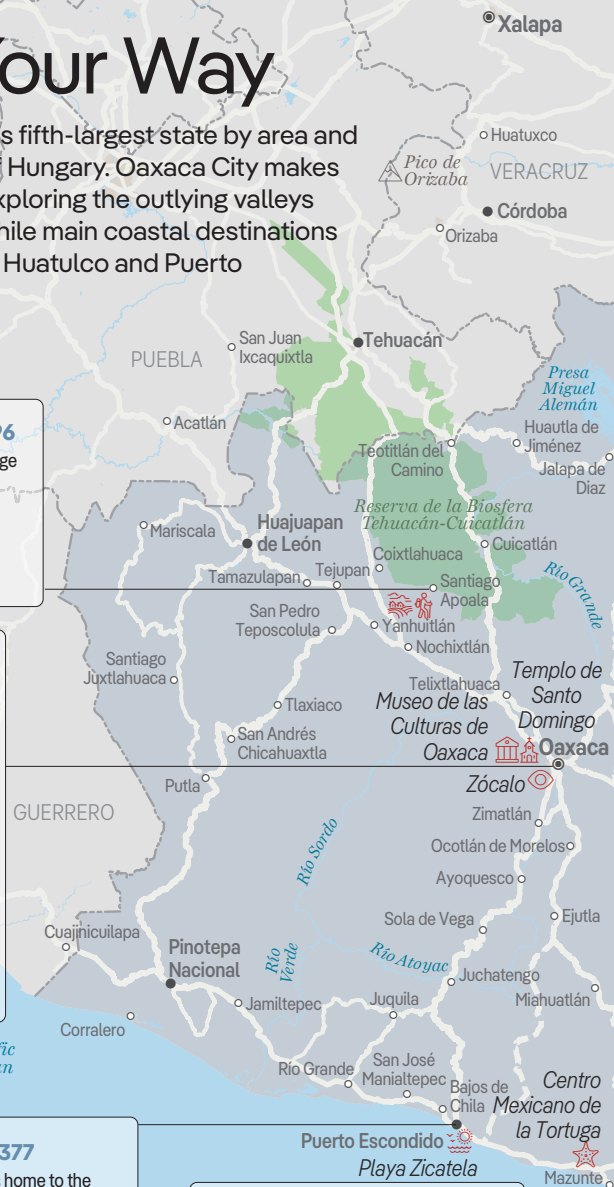 our Way
s fifth-largest state by area and
f Hungary. Oaxaca City makes
xploring the outlying valleys
hile main coastal destinations
Huatulco and Puerto
Xalapa
Huatuxco
Pico de
Orizaba
VERACRUZ
Córdoba
Orizaba
San Juan
Ixcaquixtla
Tehuacán
PUEBLA
Presa
Miguel
Alemán
96
ge
Acatlán
Huautla de
Jiménez
Teotitlán del
Camino
Jalapa de
Diaz
Reserva de la Biosfera
Tehuacán-Cuicatlán
Mariscala
Huajuapan
de León
Cuicatlán
Coixtlahuaca
Río Grande
Tamazulapan
Tejupan
Santiago
Apoala
San Pedro
Teposcolula
Yanhuitlán
Nochixtlán
Santiago
Juxtlahuaca
Telixtlahuaca
Templo de
Santo
Domingo
Museo de las
Culturas de
Oaxaca
Tlaxiaco
San Andrés
Chicahuaxtla
Oaxaca
Putla
Zócalo
GUERRERO
Zimatlán
Río Sordo
Ocotlán de Morelos
Ayoquesco
Cuajinicuilapa
Sola de Vega
Ejutla
Pinotepa
Nacional
Río
Verde
Río Atoyac
Juchatengo
Jamiltepec
Juquila
Miahuatlán
Corralero
fic
an
Río Grande
San José
Manialtepec
Bajos de
Chila
Centro
Mexicano de
la Tortuga
377
home to the
Puerto Escondido
Playa Zicatela
Mazunte